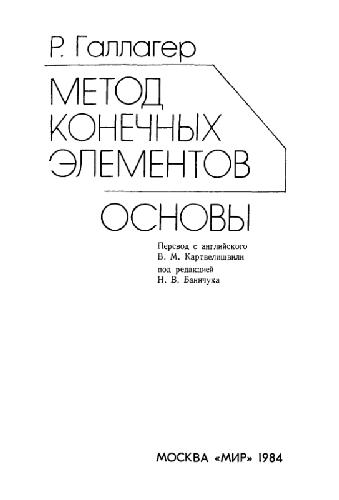 Р. Галлагер
МЕТОД
КОНЕЧНЫХ
ЭЛЕМЕНТОВ
ОСНОВЫ
Перевод с английского
В. М. Картвелишвили
под редакцией
Н. В. Баничука
МОСКВА «МИР» 1984